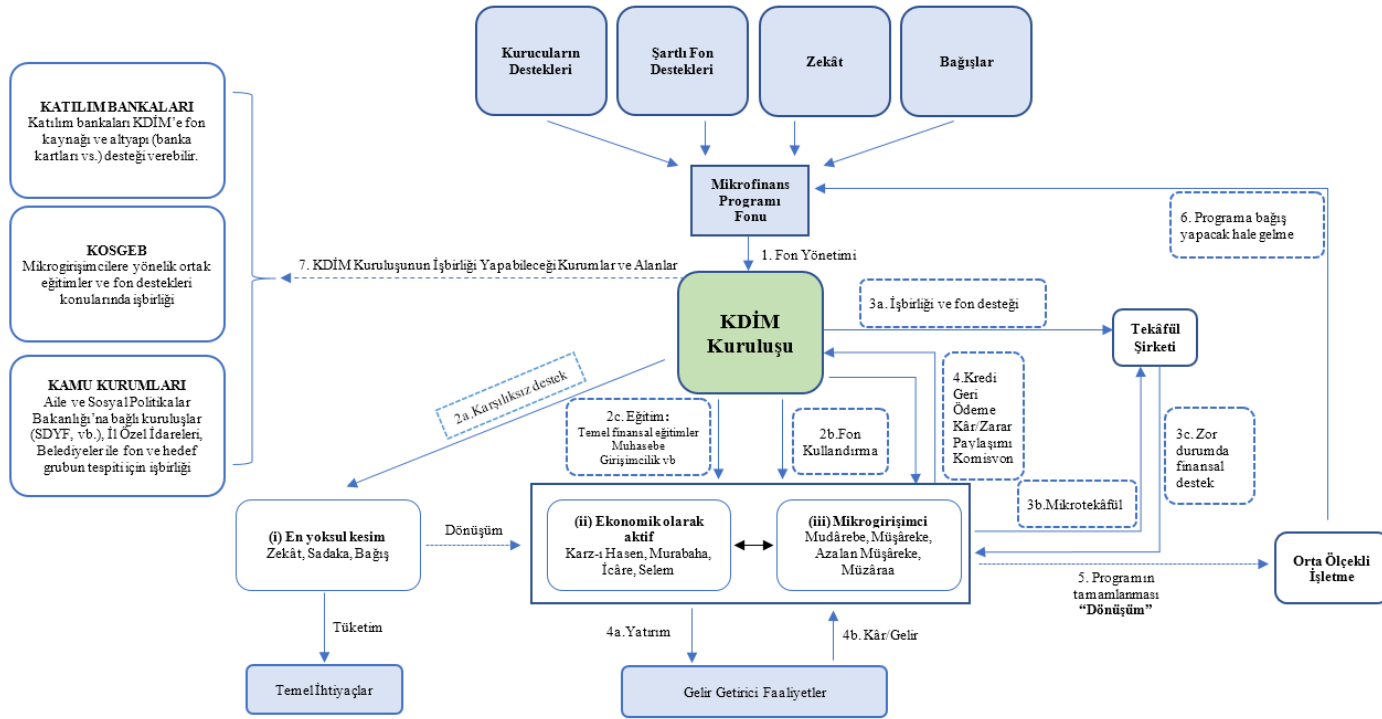 Kurucuların
Destekleri
Şartlı Fon
Destekleri
Zekât
Bağışlar
KATILIM BANKALARI
Katılım bankaları KDİM'e fon
kaynağı ve altyapı (banka
kartları vs.) desteği verebilir.
Mikrofinans
Programı
Fonu
6. Programa bağış
yapacak hale gelme
KOSGEB
Mikrogirişimcilere yönelik ortak
eğitimler ve fon destekleri
konularında işbirliği
1. Fon Yönetimi
7. KDİM Kuruluşunun İşbirliği Yapabileceği Kurumlar ve Alanlar
KDİM
Kuruluşu
3a. İşbirliği ve fon desteği
Tekâfül
Şirketi
KAMU KURUMLARI
Aile ve Sosyal Politikalar
Bakanlığı'na bağlı kuruluşlar
(SDYF, vb.), İl Özel İdareleri,
Belediyeler ile fon ve hedef
grubun tespiti için işbirliği
2a.Karşılıksız destek
2c. Eğitim:
Temel finansal eğitimler
Muhasebe
Girişimcilik vb
2b.Fon
Kullandırma
4.Kredi
Geri
Ödeme
Kâr/Zarar
Paylaşımı
Komisvon
3c. Zor
durumda
finansal
destek
3b.Mikrotekâfül
(i) En yoksul kesim
Zekât, Sadaka, Bağış
Dönüşüm
(ii) Ekonomik olarak
aktif
Karz-ı Hasen, Murabaha,
İcâre, Selem
(iii) Mikrogirişimci
Mudârebe, Müşâreke,
Azalan Müşâreke,
Müzâraa
5. Programın
tamamlanması
“Dönüşüm”
Orta Ölçekli
İşletme
Tüketim
4a.Yatırım
4b. Kâr/Gelir
Temel İhtiyaçlar
Gelir Getirici Faaliyetler